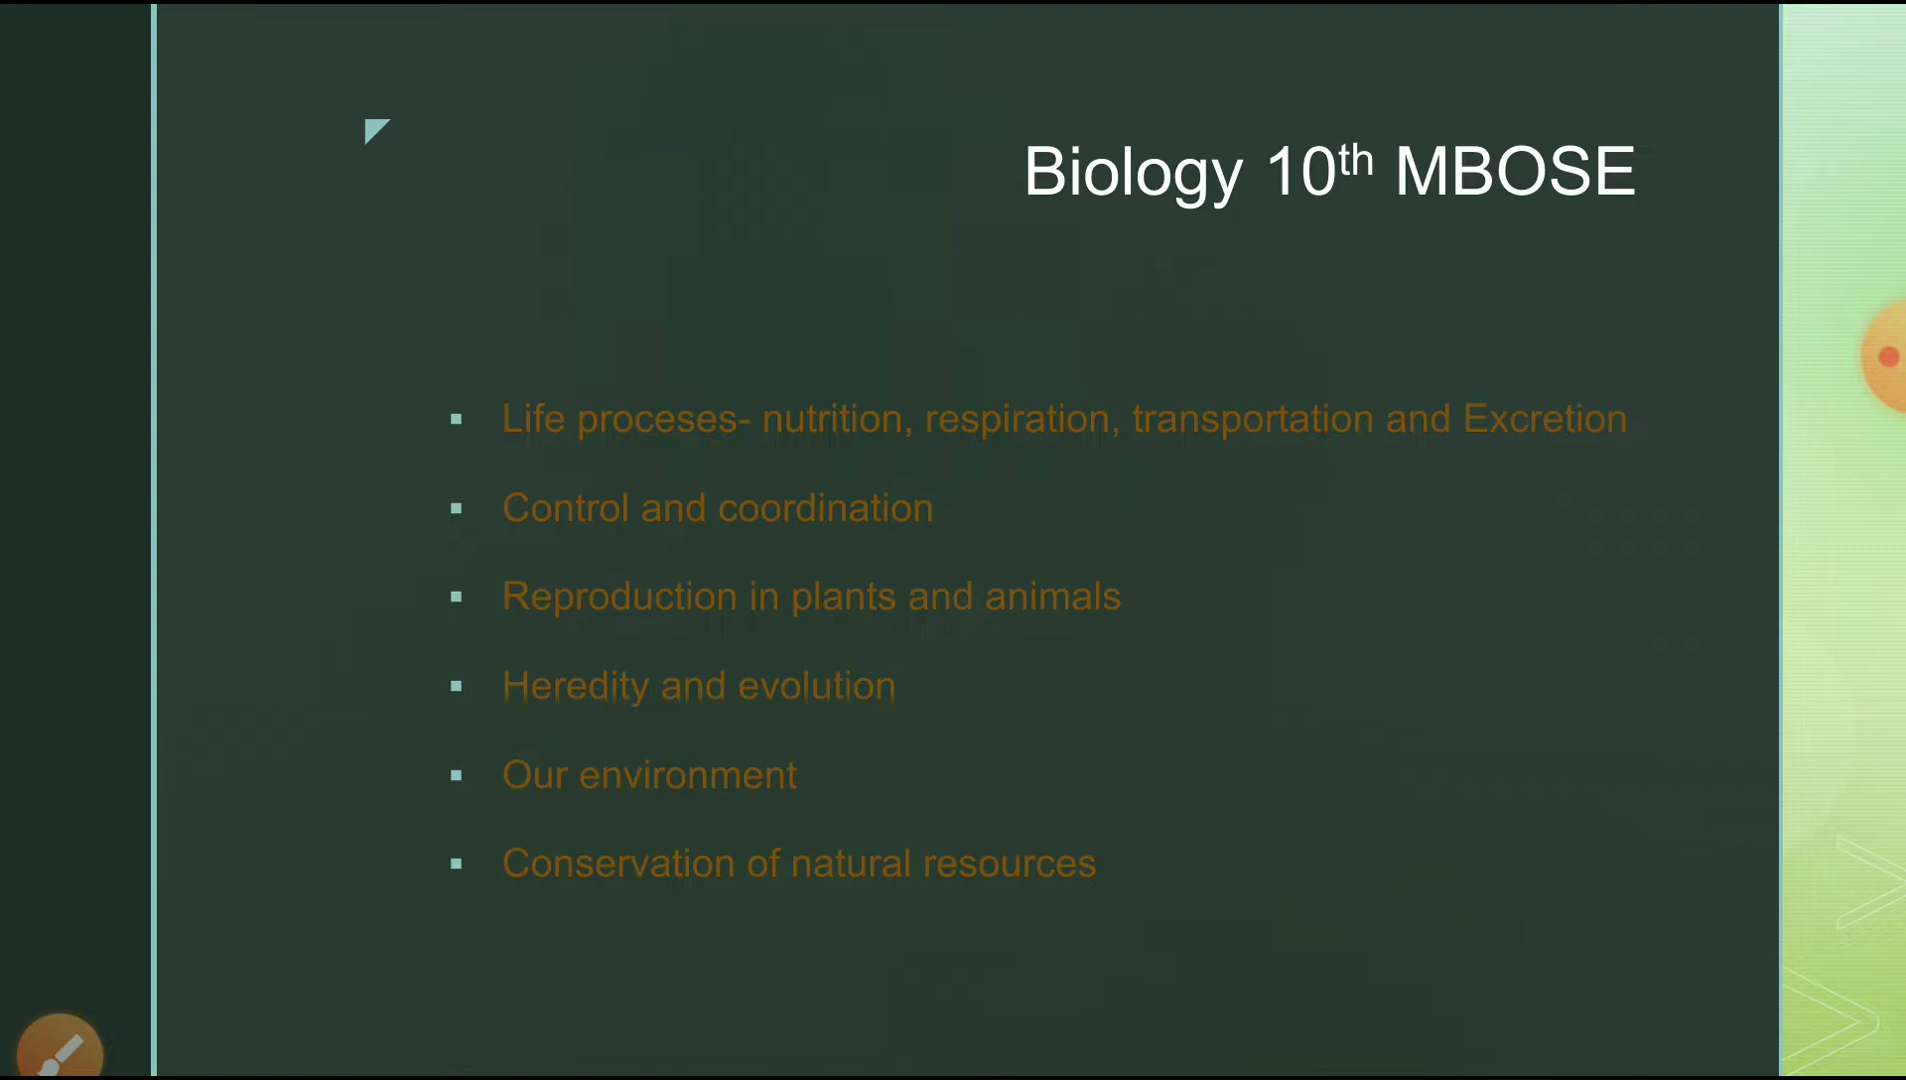 Biology 10th MBOSE
Life proceses- nutrition, respiration, transportation and Excretion
Control and coordination
Reproduction in plants and animals
Heredity and evolution
Our environment
Conservation of natural resources